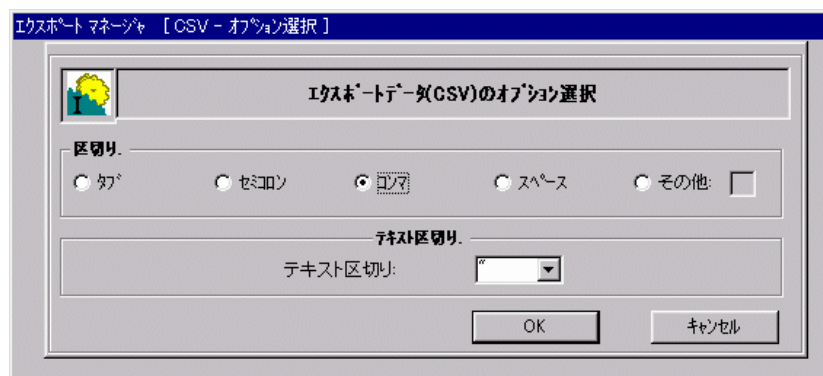 ｴｸｽﾎﾟｰﾄ ﾏﾈｰｼﾞｬ [ CSV - ｵﾌﾟｼｮﾝ選択 ]
ｴｸｽﾎﾟｰﾄﾃﾞｰﾀ(CSV)のｵﾌﾟｼｮﾝ選択
区切り.
ﾀﾌﾞ ｾﾐｺﾛﾝ ｺﾝﾏ ｽﾍﾟｰｽ その他:
ﾃｷｽﾄ区切り.
テキスト区切り: "
OK ｷｬﾝｾﾙ